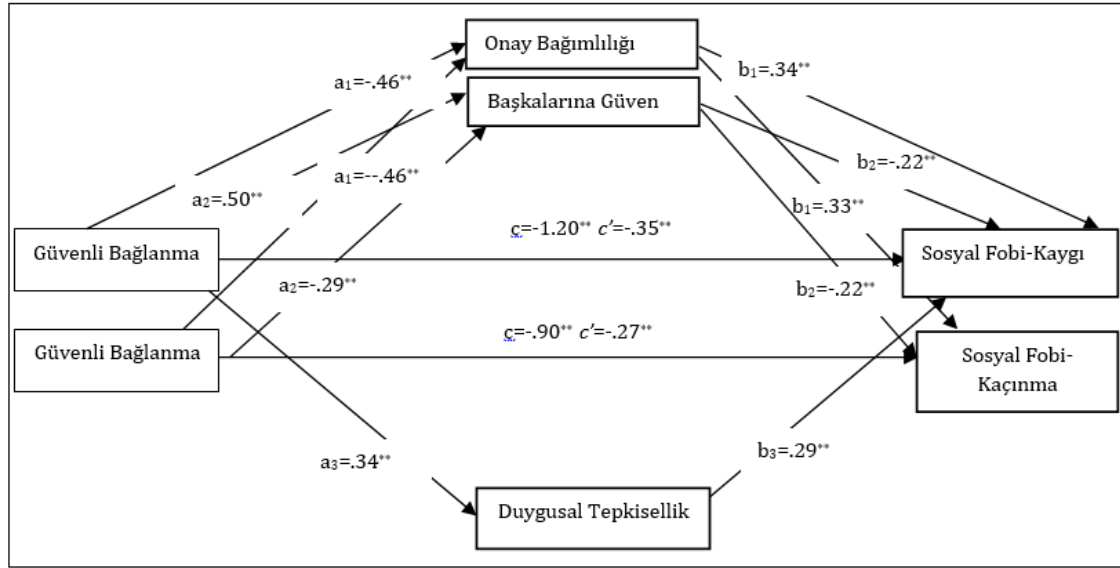 Onay Bağımlılığı
a₁=-.46**
b₁=.34**
Başkalarına Güven
a₁=--.46**
b₂=-.22**
a₂=.50**
b₁=.33**
c=-1.20** c'=-.35**
Güvenli Bağlanma
Sosyal Fobi-Kaygı
a₂=-.29**
b₂=-.22**
c=-.90** c'=-.27**
Güvenli Bağlanma
Sosyal Fobi-
Kaçınma
a₃=.34**
b₃=.29**
Duygusal Tepkisellik